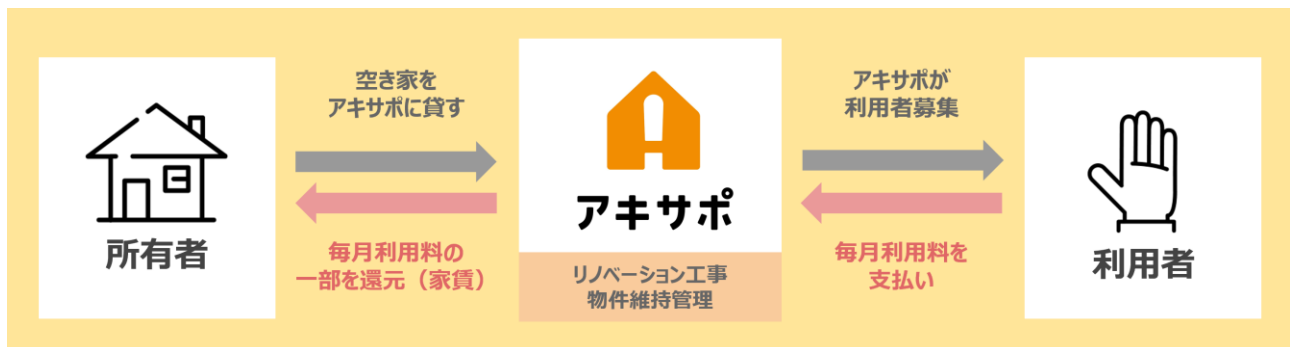 空き家を
アキサポに貸す
アキサポが
利用者募集
アキサポ
所有者
毎月利用料の
一部を還元（家賃）
リノベーション工事
物件維持管理
毎月利用料を
支払い
利用者